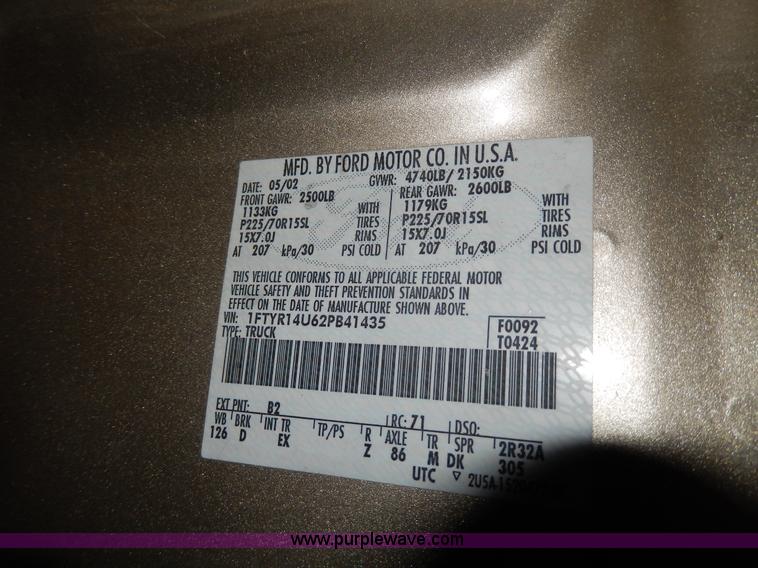 MFD. BY FORD MOTOR CO. IN U.S.A.
DATE: 05/02 GVWR: 4740LB/ 2150KG
FRONT GAWR: 2500LB REAR GAWR: 2600LB
1133KG WITH 1179KG WITH
P225/70R15SL TIRES P225/70R15SL TIRES
15X7.0J RIMS 15X7.0J RIMS
AT 207 kPa/30 PSI COLD AT 207 kPa/30 PSI COLD
THIS VEHICLE CONFORMS TO ALL APPLICABLE FEDERAL MOTOR
VEHICLE SAFETY AND THEFT PREVENTION STANDARDS IN
EFFECT ON THE DATE OF MANUFACTURE SHOWN ABOVE.
VIN: 1FTYR14U62PB41435 F0092
TYPE: TRUCK T0424
EXT PNT: B2 RC: 71 DSO:
WB BRK INT TR TP/PS R AXLE TR SPR 2R32A
126 D EX Z 86 M DK 305
UTC ▽ 2USA
www.purplewave.com